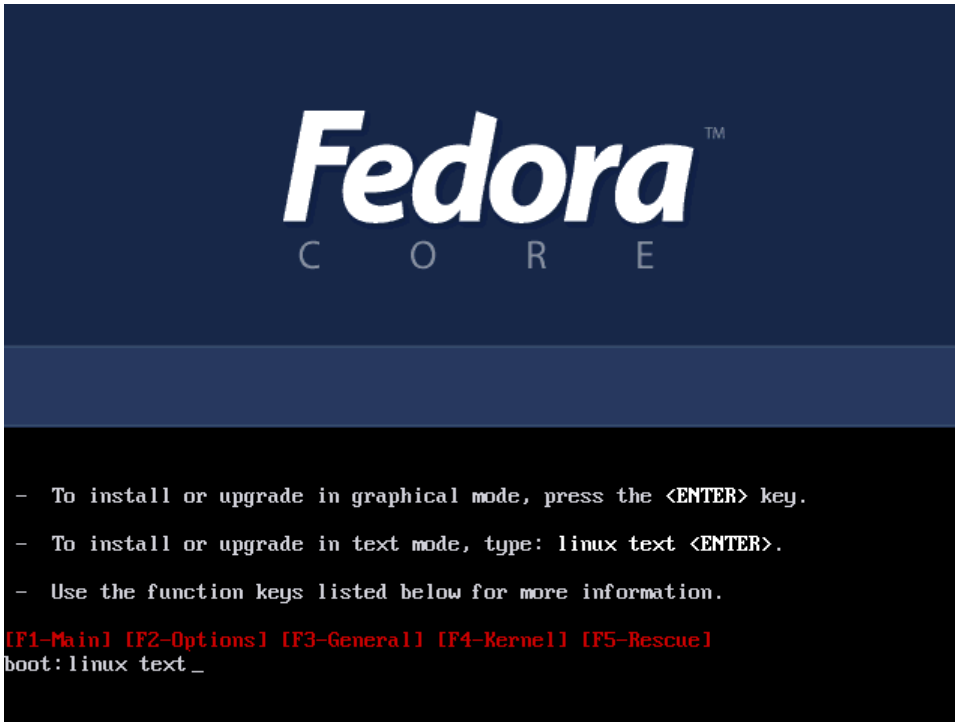 Fedora™
CORE
- To install or upgrade in graphical mode, press the <ENTER> key.
- To install or upgrade in text mode, type: linux text <ENTER>.
- Use the function keys listed below for more information.
[F1-Main] [F2-Options] [F3-General] [F4-Kernel] [F5-Rescue]
boot:linux text_